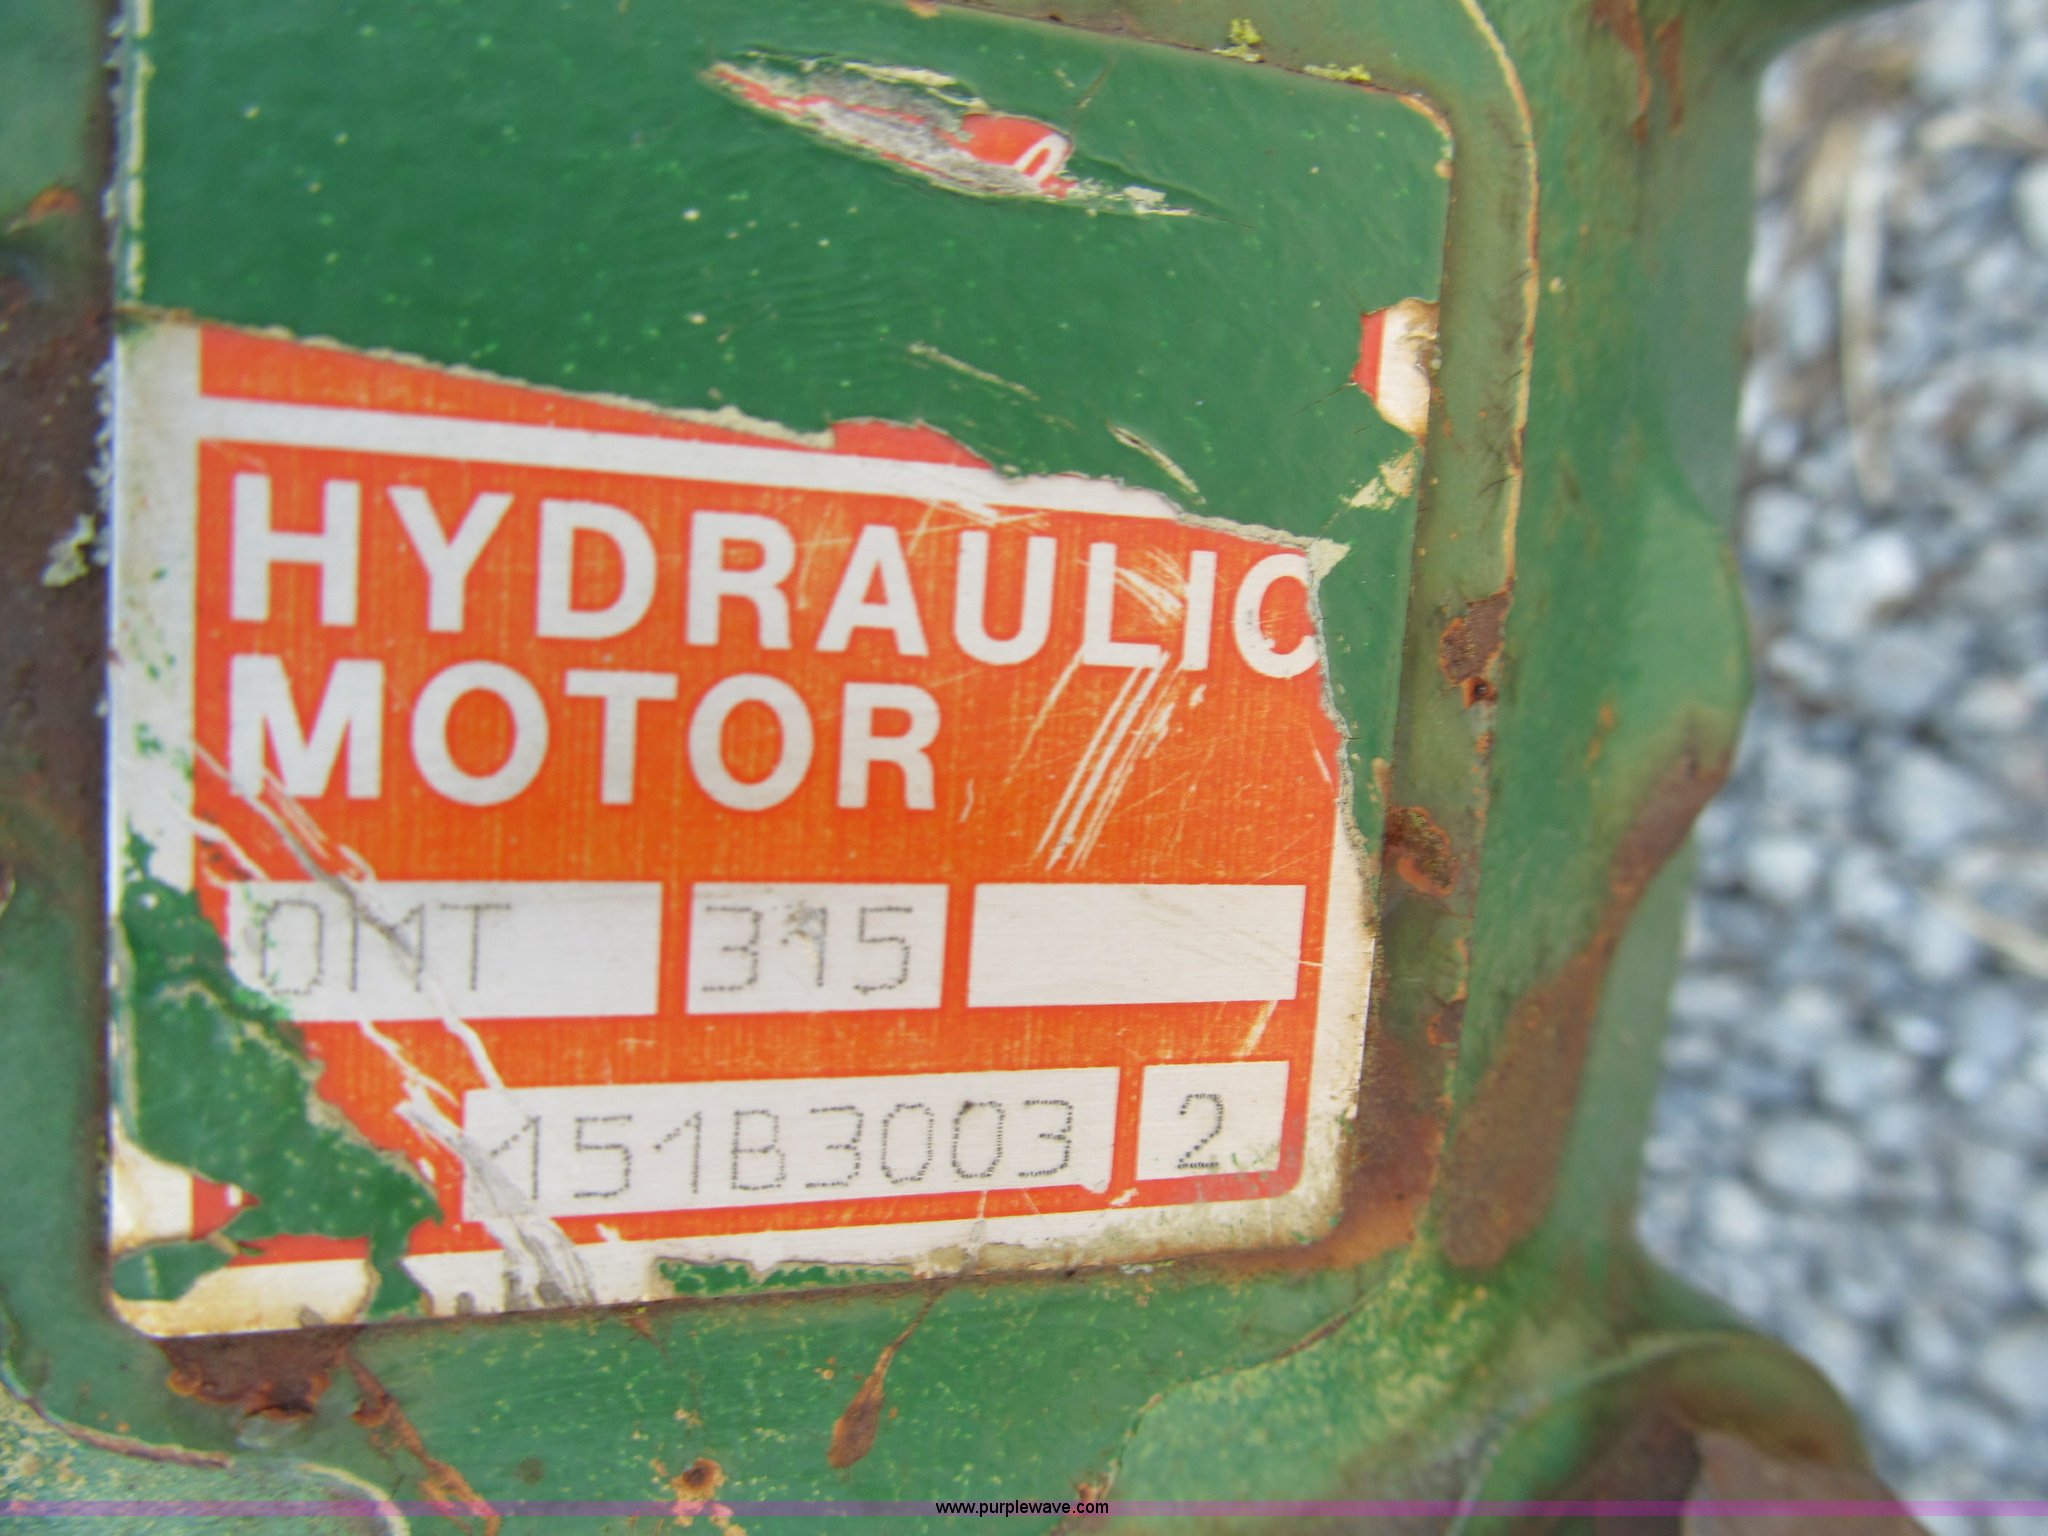 HYDRAULIC
MOTOR
OMT 315
151B3003 2
www.purplewave.com